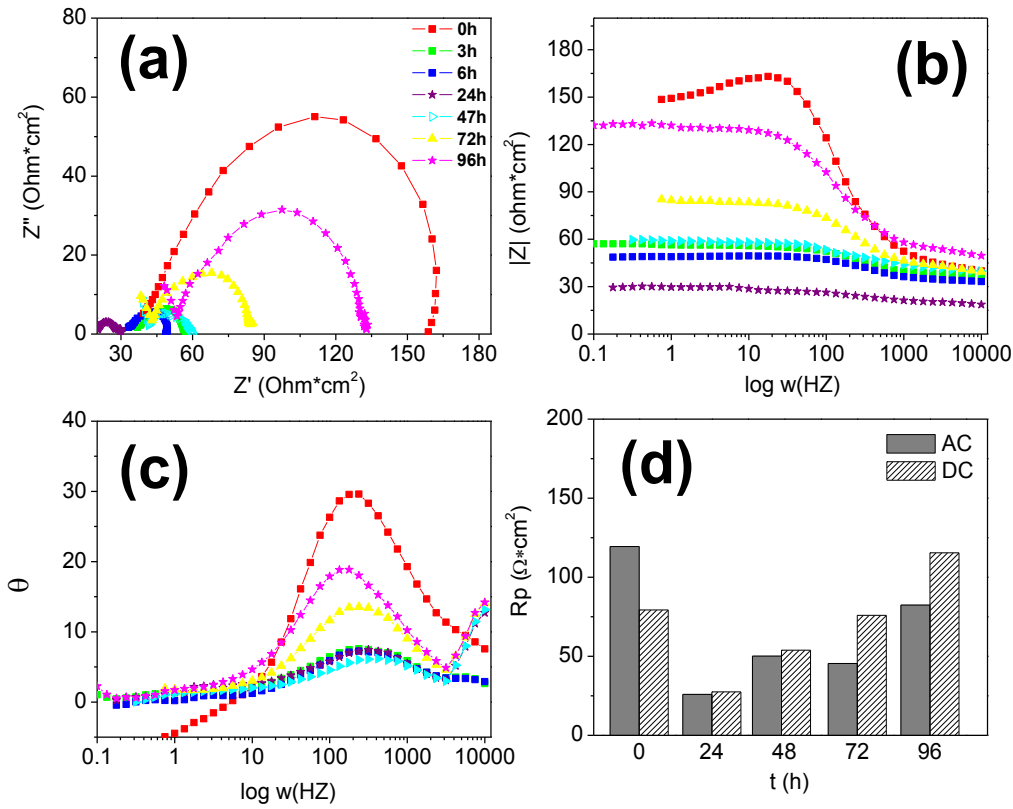 (a)
80
60
40
20
0
Z'' (Ohm*cm²)
30 60 90 120 150 180
Z' (Ohm*cm²)
0h
3h
6h
24h
47h
72h
96h
(b)
180
150
120
90
60
30
0
|Z| (ohm*cm²)
0.1 1 10 100 1000 10000
log w(HZ)
(c)
40
30
20
10
0
θ
0.1 1 10 100 1000 10000
log w(HZ)
(d)
200
150
100
50
0
Rp (Ω*cm²)
AC
DC
0 24 48 72 96
t (h)